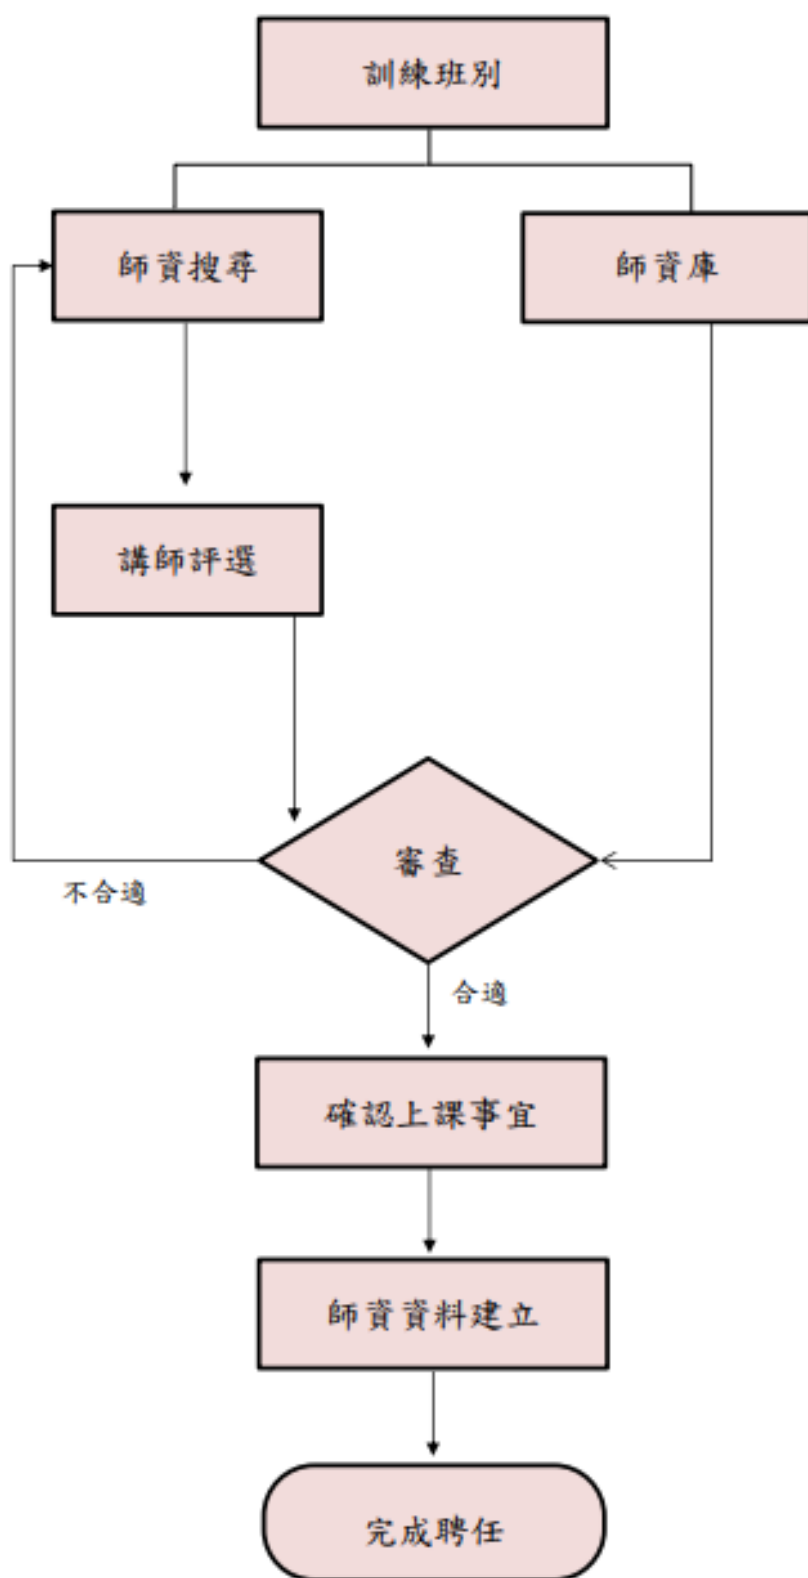 訓練班別
師資搜尋
師資庫
講師評選
審查
不合適
合適
確認上課事宜
師資資料建立
完成聘任